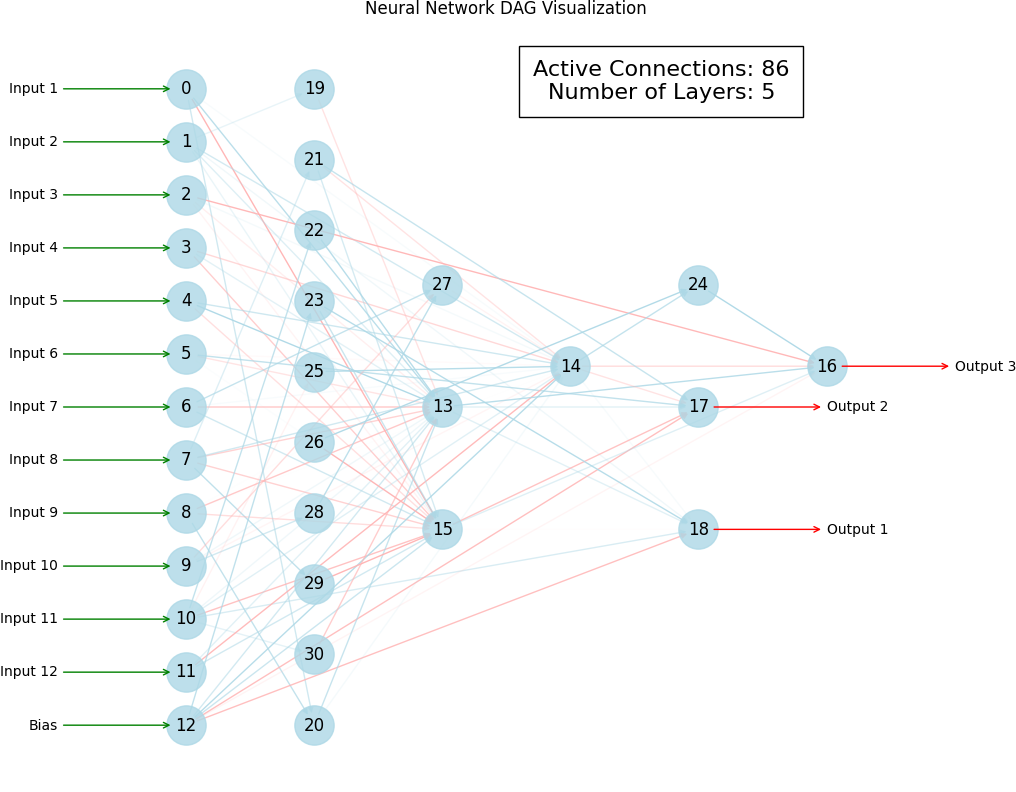 Neural Network DAG Visualization
Active Connections: 86
Number of Layers: 5
Input 1 0 19
Input 2 1
21
Input 3 2
22
Input 4 3
27 24
Input 5 4 23
Input 6 5
14 16 Output 3
25
Input 7 6 13 17 Output 2
26
Input 8 7
Input 9 8 28
15 18 Output 1
Input 10 9
29
Input 11 10
30
Input 12 11
Bias 12 20